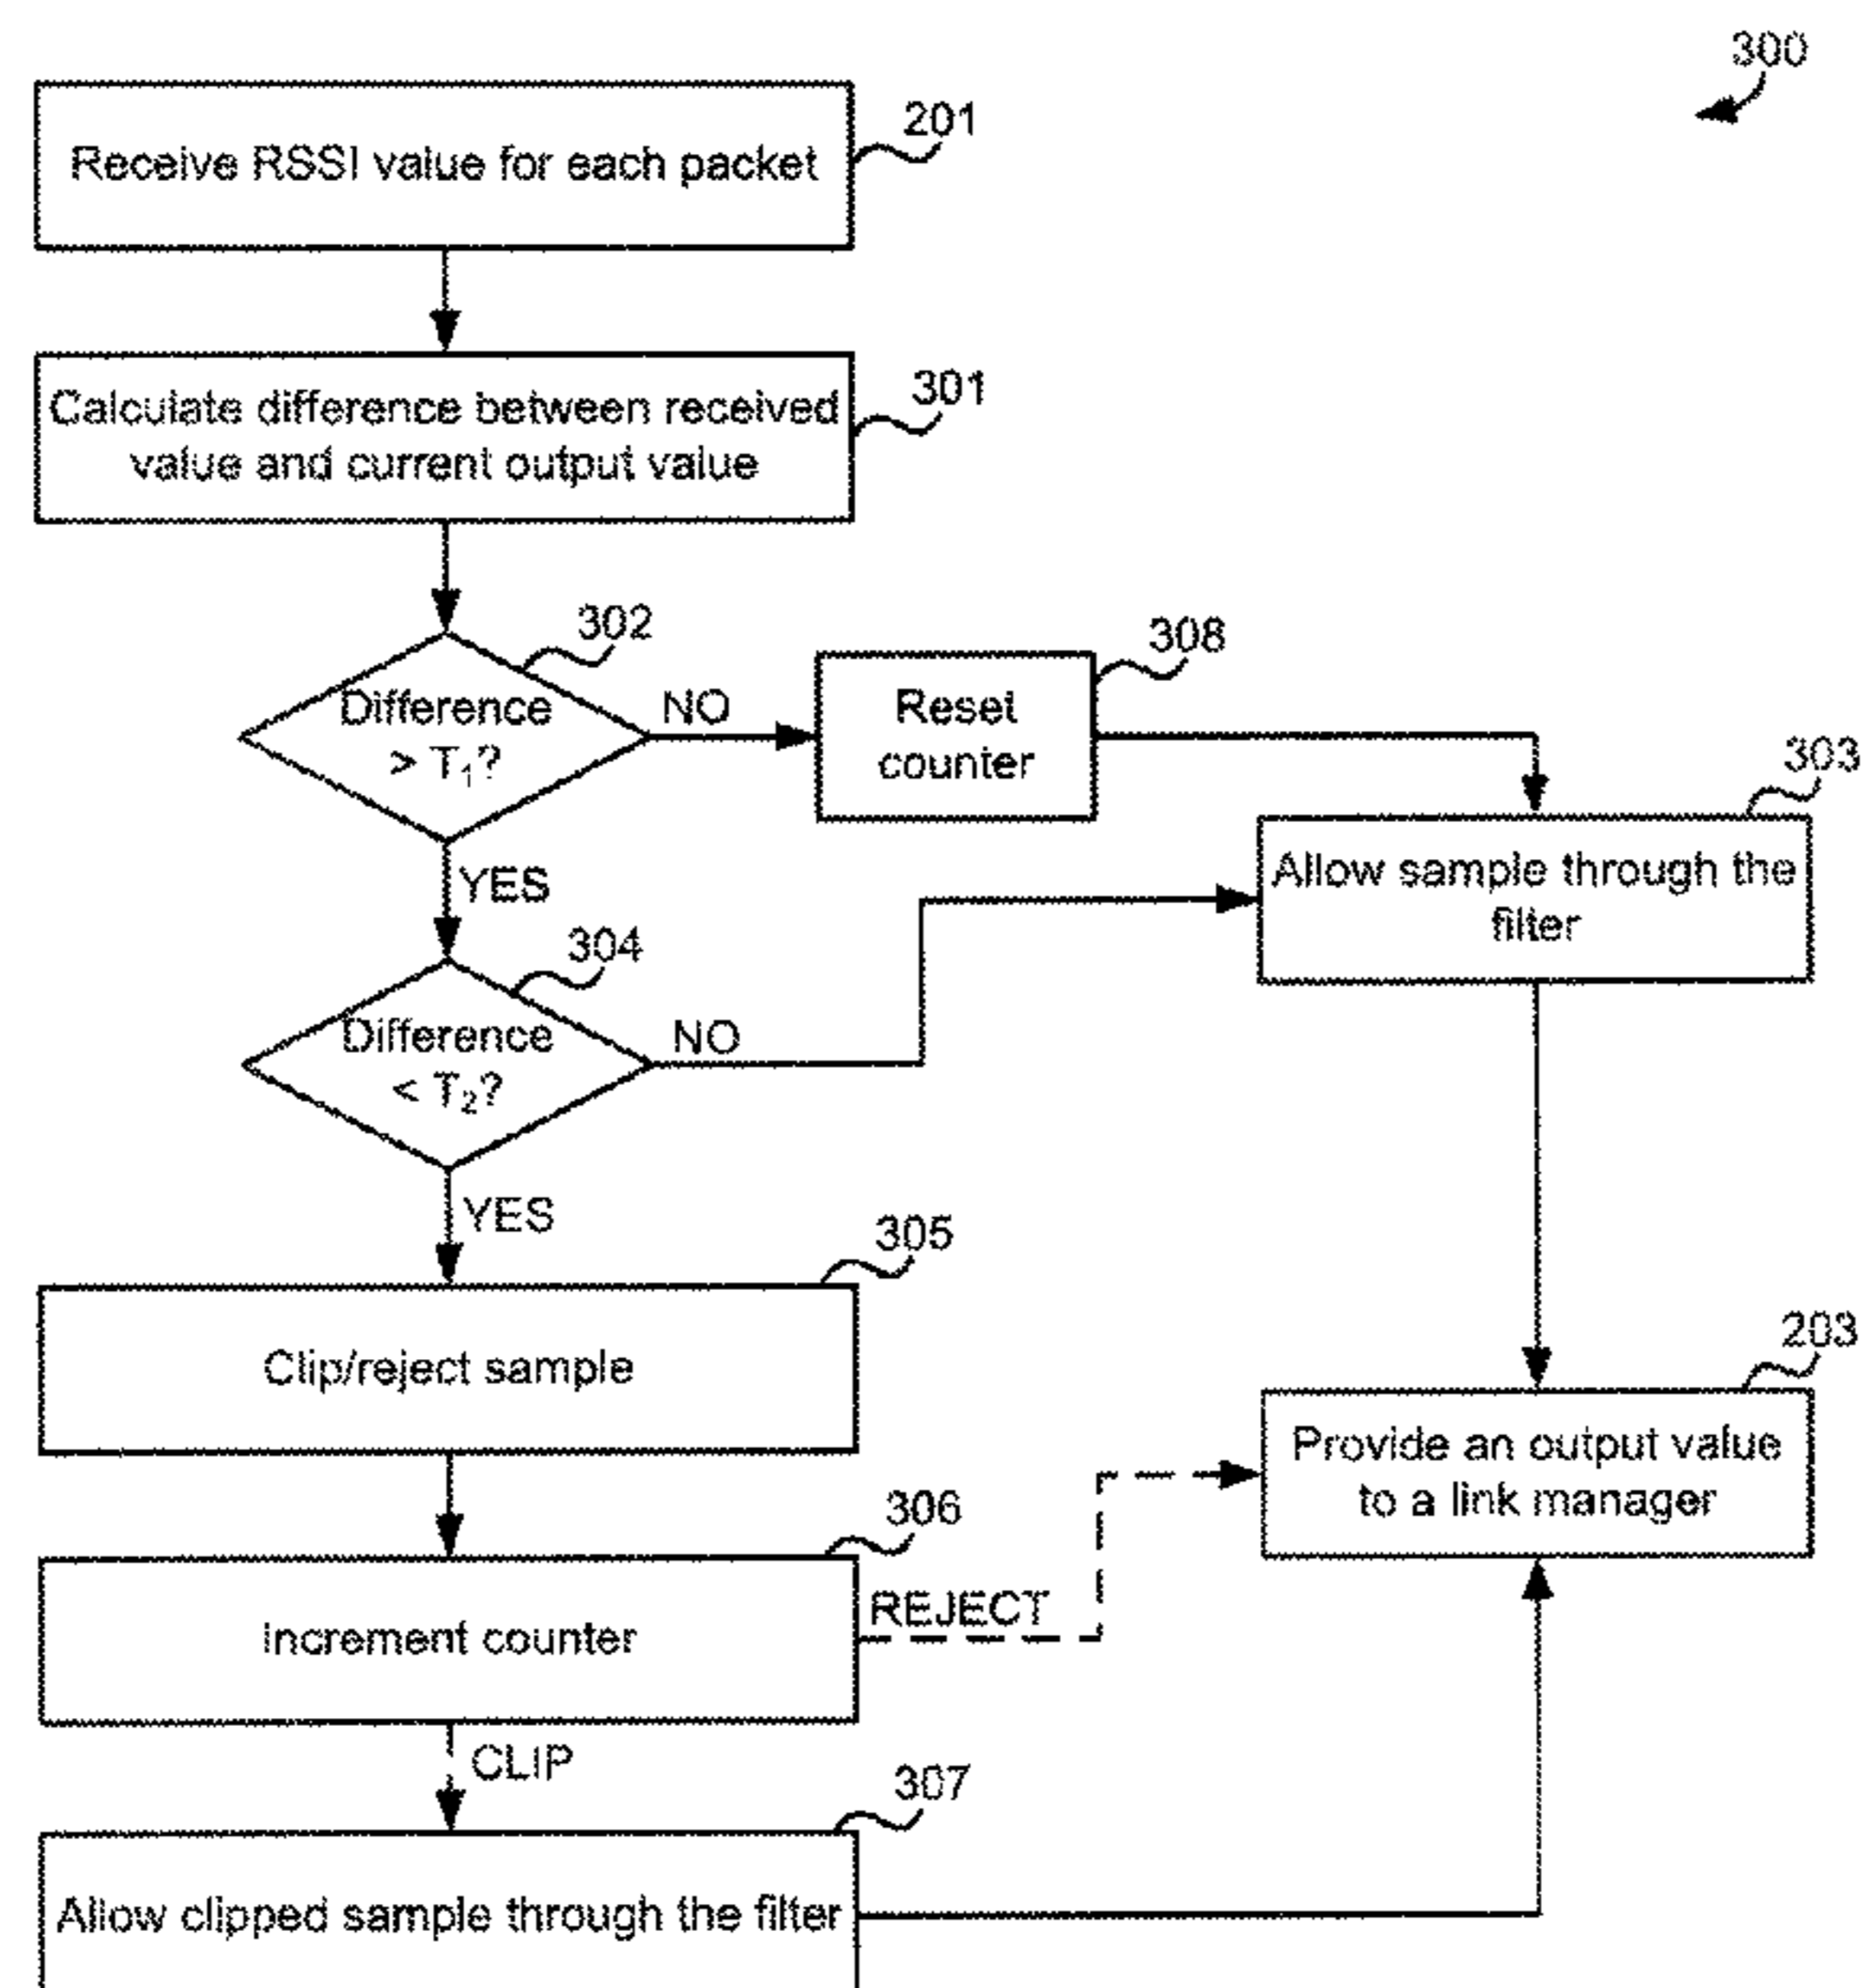 300
Receive RSSI value for each packet
201
Calculate difference between received
value and current output value
301
302
Difference
> T₁?
NO
308
Reset
counter
303
Allow sample through the
filter
YES
304
Difference
< T₂?
NO
YES
305
Clip/reject sample
203
Provide an output value
to a link manager
306
Increment counter
REJECT
CLIP
307
Allow clipped sample through the filter